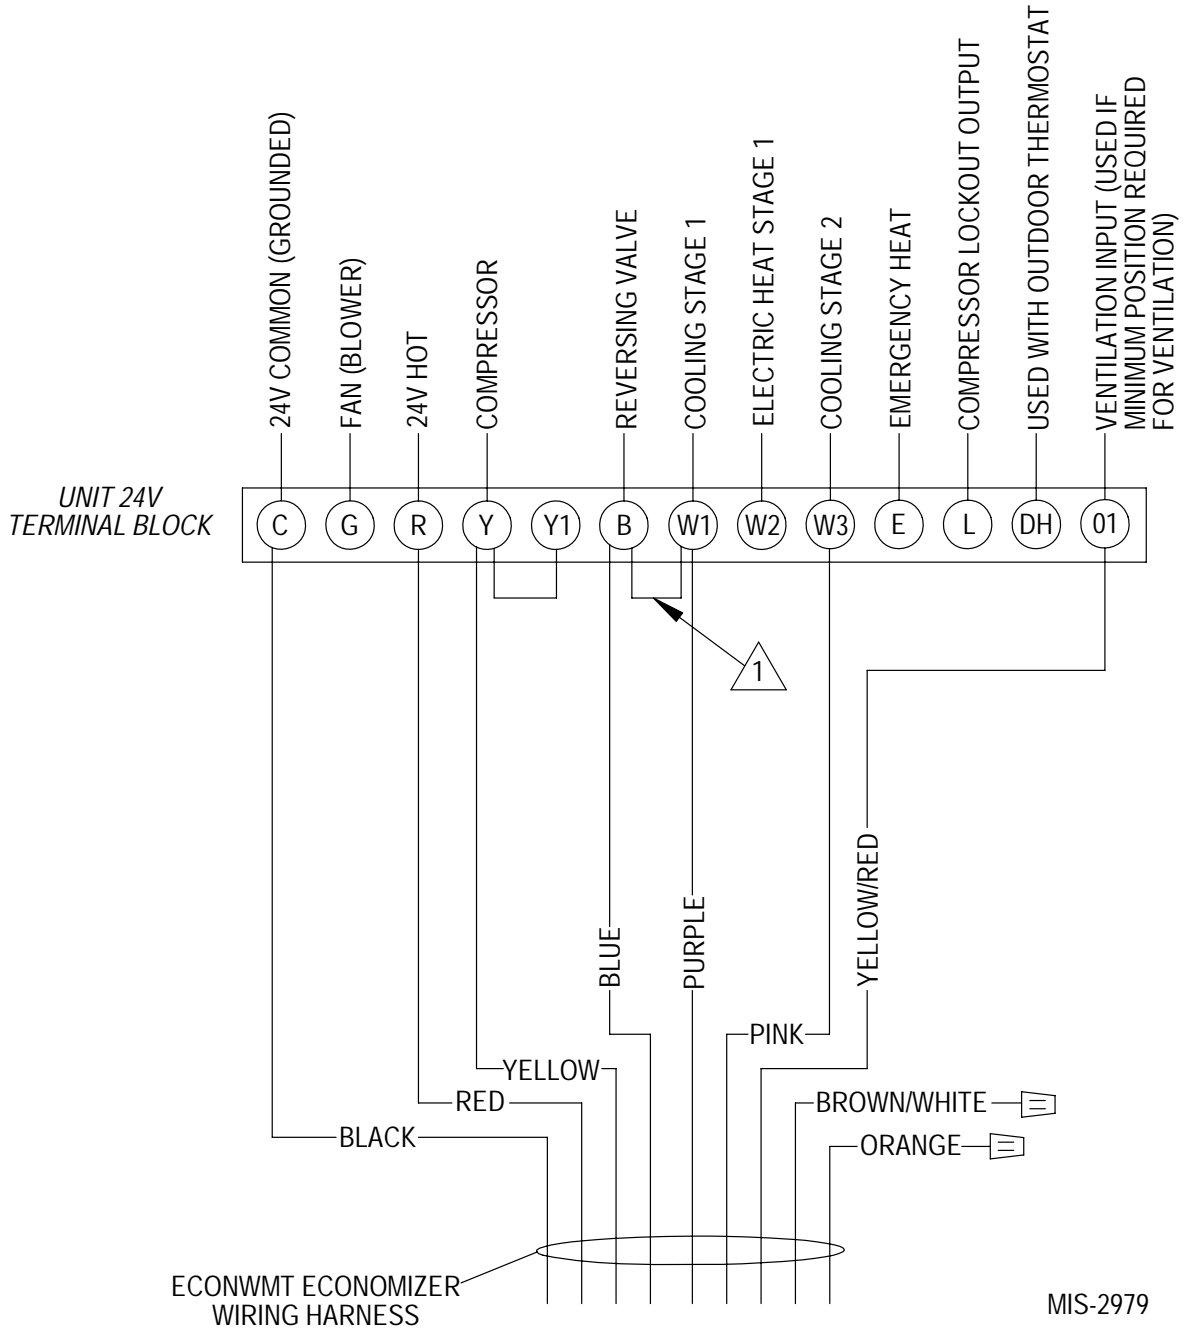 24V COMMON (GROUNDED)
FAN (BLOWER)
24V HOT
COMPRESSOR
REVERSING VALVE
COOLING STAGE 1
ELECTRIC HEAT STAGE 1
COOLING STAGE 2
EMERGENCY HEAT
COMPRESSOR LOCKOUT OUTPUT
USED WITH OUTDOOR THERMOSTAT
VENTILATION INPUT (USED IF
MINIMUM POSITION REQUIRED
FOR VENTILATION)
UNIT 24V
TERMINAL BLOCK
C G R Y Y1 B W1 W2 W3 E L DH 01
1
BLUE
PURPLE
YELLOW/RED
PINK
YELLOW
RED
BROWN/WHITE
BLACK
ORANGE
ECONWMT ECONOMIZER
WIRING HARNESS
MIS-2979